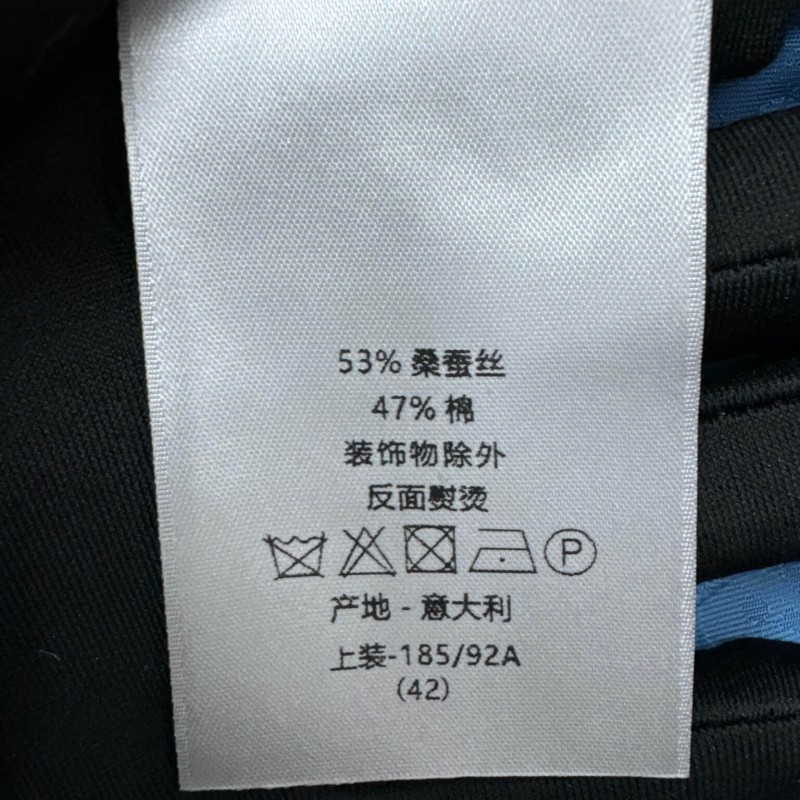 53% 桑蚕丝
47% 棉
装饰物除外
反面熨烫
P
产地 - 意大利
上装-185/92A
(42)